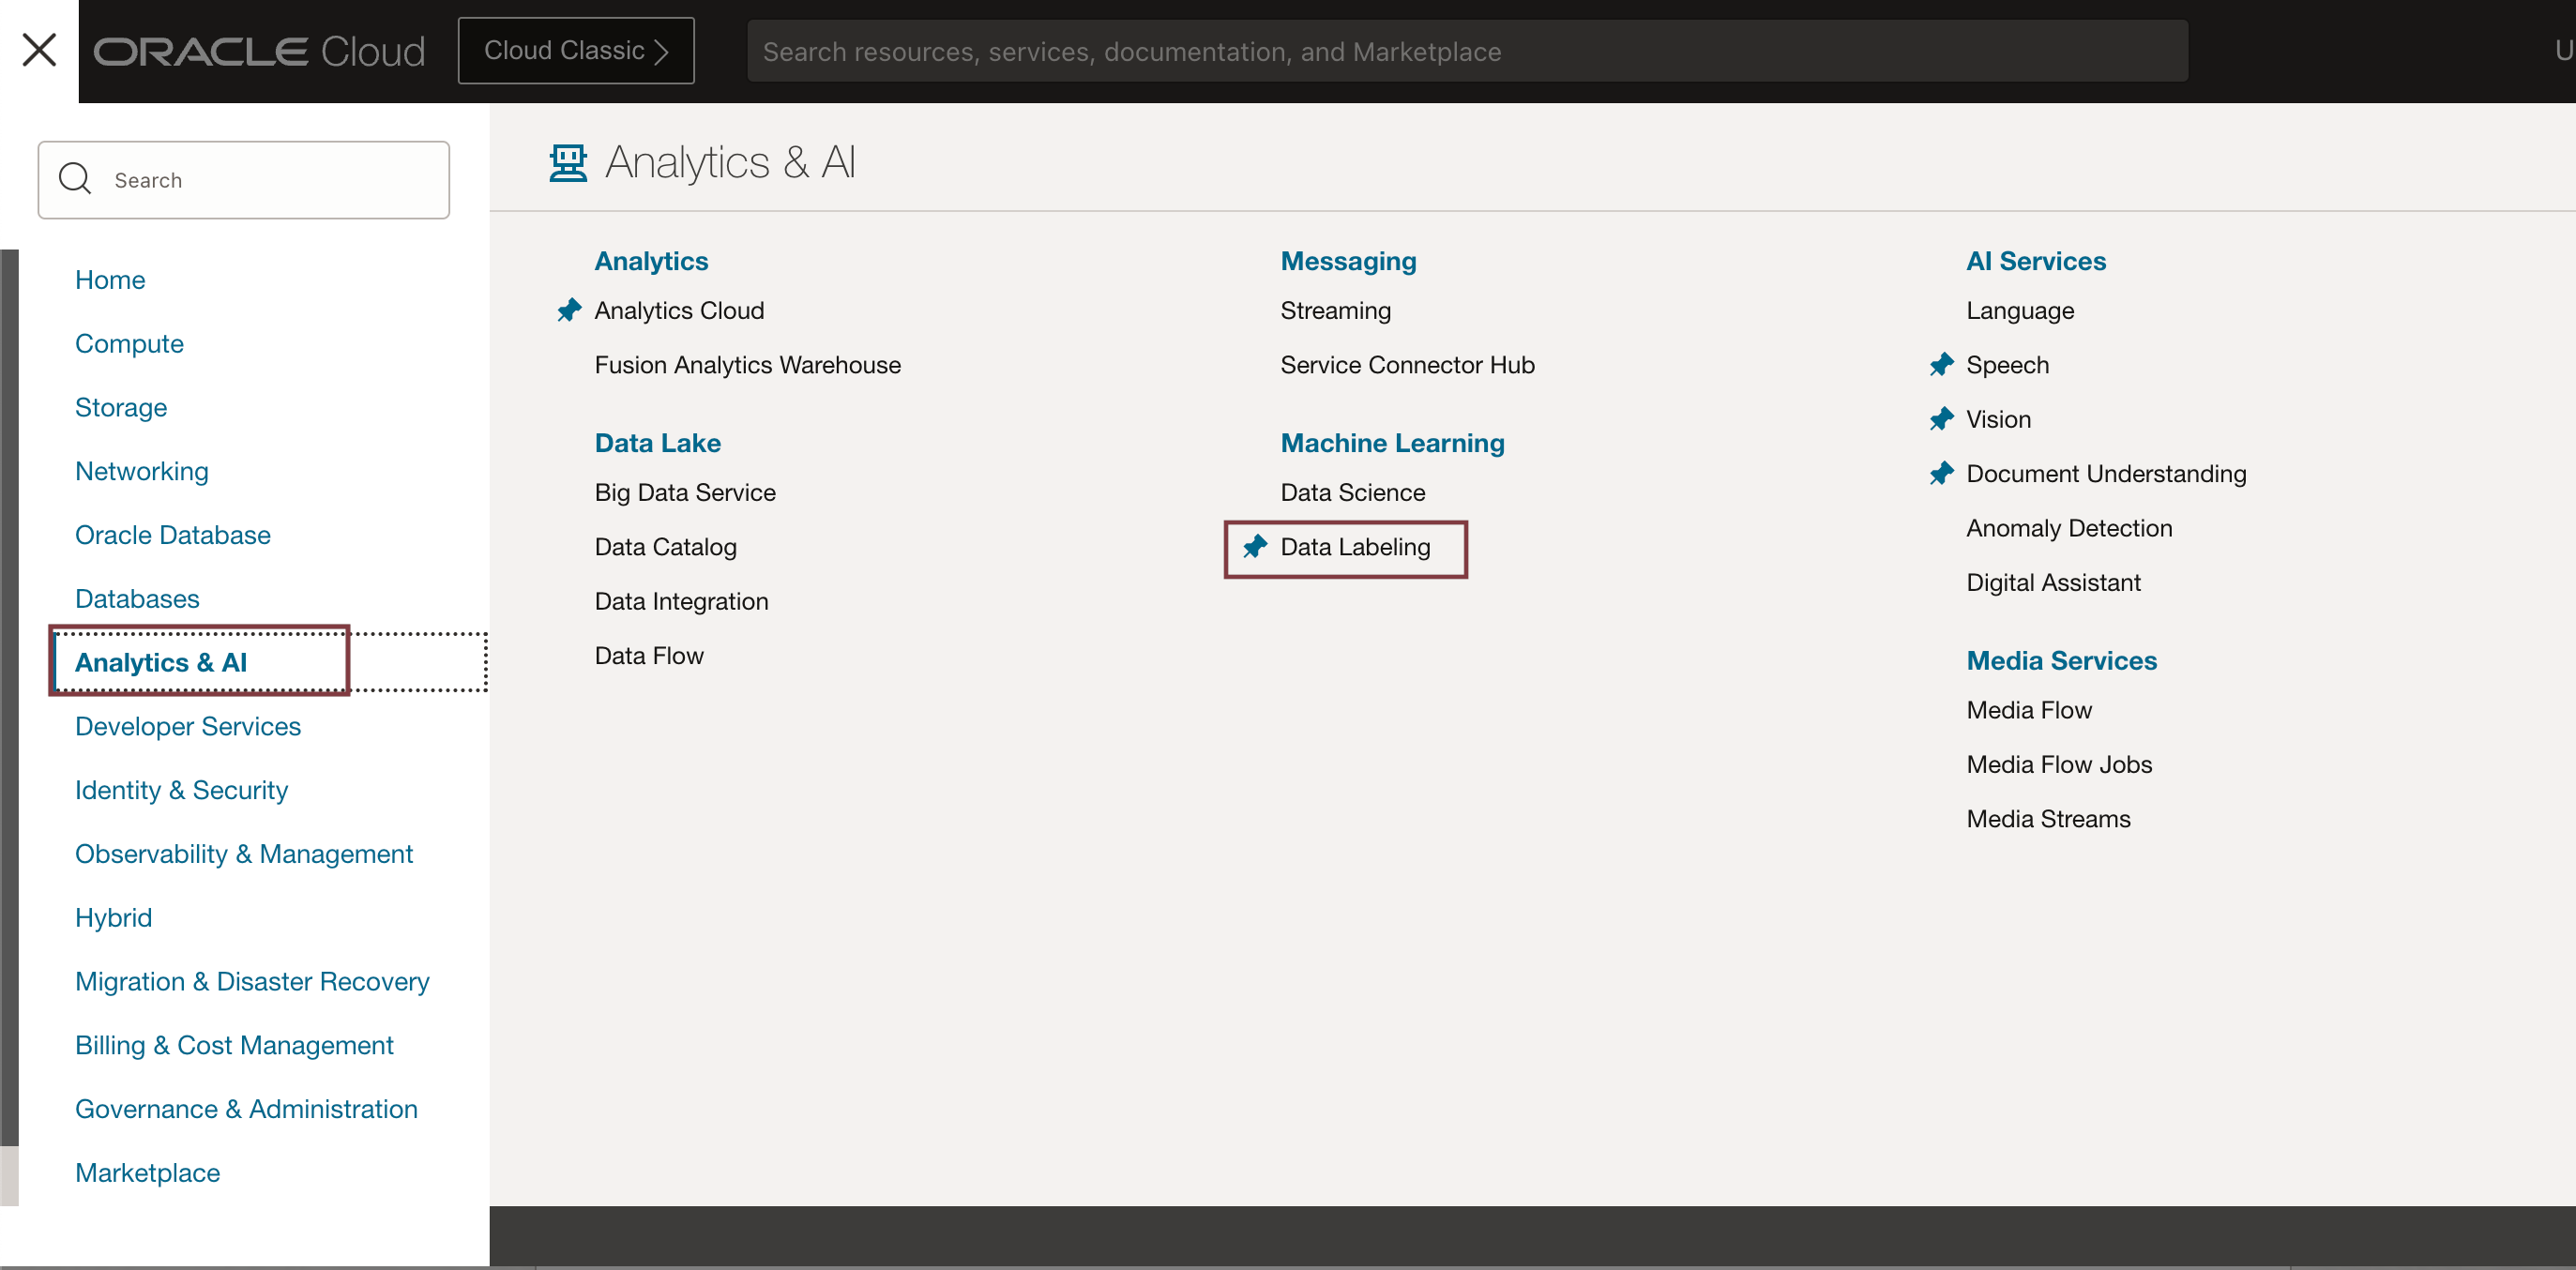 ORACLE Cloud
Cloud Classic
Search resources, services, documentation, and Marketplace
U
Search
Home
Compute
Storage
Networking
Oracle Database
Databases
Analytics & AI
Developer Services
Identity & Security
Observability & Management
Hybrid
Migration & Disaster Recovery
Billing & Cost Management
Governance & Administration
Marketplace
Analytics & AI
Analytics
Analytics Cloud
Fusion Analytics Warehouse
Data Lake
Big Data Service
Data Catalog
Data Integration
Data Flow
Messaging
Streaming
Service Connector Hub
Machine Learning
Data Science
Data Labeling
AI Services
Language
Speech
Vision
Document Understanding
Anomaly Detection
Digital Assistant
Media Services
Media Flow
Media Flow Jobs
Media Streams